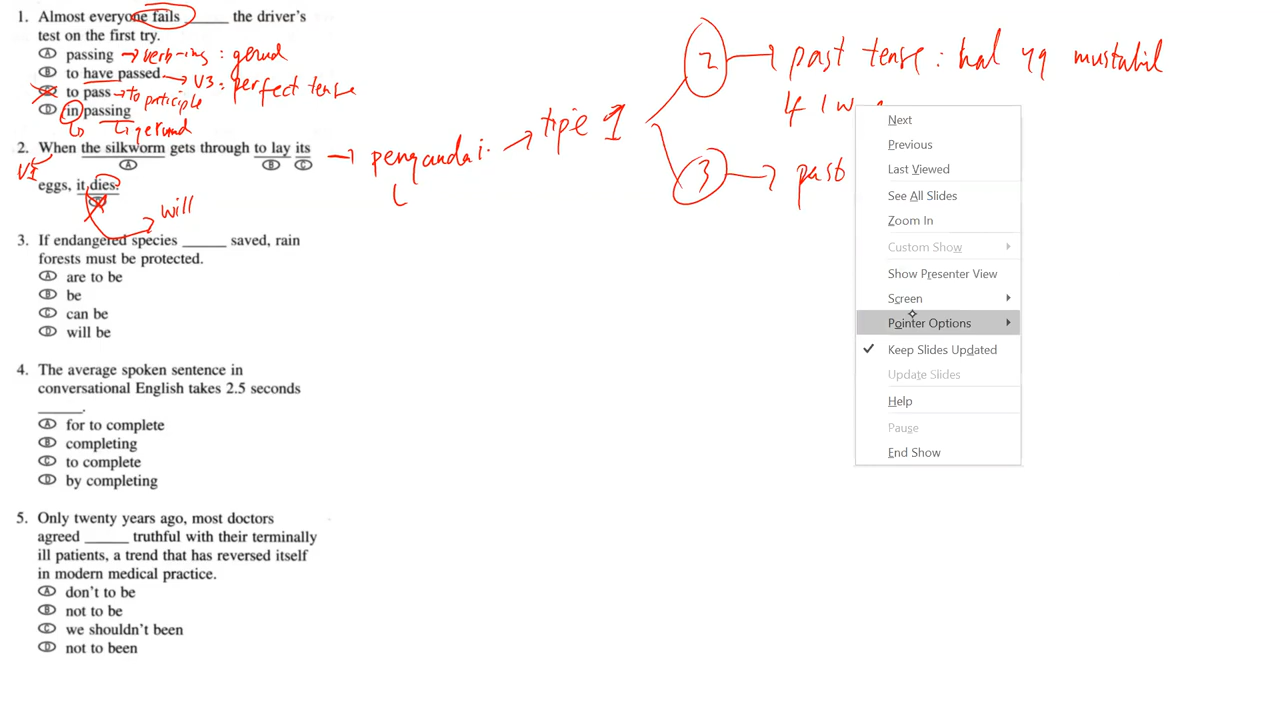 1. Almost everyone fails ______ the driver's
test on the first try.
Ⓐ passing → verb-ing : gerund
Ⓑ to have passed → V3 : perfect tense
to pass → to participle
Ⓓ in passing
gerund
2. When the silkworm gets through to lay its
Ⓐ Ⓑ Ⓒ
eggs, it dies.
V1
will
→ pengandai. → tipe 1
2 → past tense : hal yg mustahil
3 → past
3. If endangered species ______ saved, rain
forests must be protected.
Ⓐ are to be
Ⓑ be
Ⓒ can be
Ⓓ will be
4. The average spoken sentence in
conversational English takes 2.5 seconds
______.
Ⓐ for to complete
Ⓑ completing
Ⓒ to complete
Ⓓ by completing
5. Only twenty years ago, most doctors
agreed ______ truthful with their terminally
ill patients, a trend that has reversed itself
in modern medical practice.
Ⓐ don't to be
Ⓑ not to be
Ⓒ we shouldn't been
Ⓓ not to been
Next
Previous
Last Viewed
See All Slides
Zoom In
Custom Show
Show Presenter View
Screen
Pointer Options
Keep Slides Updated
Update Slides
Help
Pause
End Show